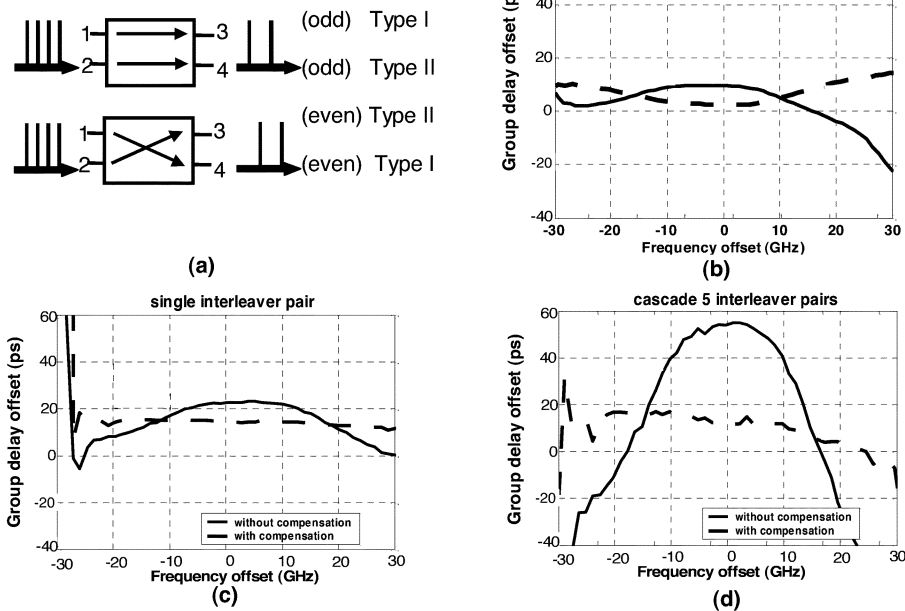 1
3
(odd) Type I
2
4
(odd) Type II
1
3
(even) Type II
2
4
(even) Type I
(a)
Group delay offset (ps)
40
20
0
-20
-40
-30
-20
-10
0
10
20
30
Frequency offset (GHz)
(b)
single interleaver pair
Group delay offset (ps)
60
40
20
0
-20
-40
without compensation
with compensation
-30
-20
-10
0
10
20
30
Frequency offset (GHz)
(c)
cascade 5 interleaver pairs
Group delay offset (ps)
60
40
20
0
-20
-40
without compensation
with compensation
-30
-20
-10
0
10
20
30
Frequency offset (GHz)
(d)